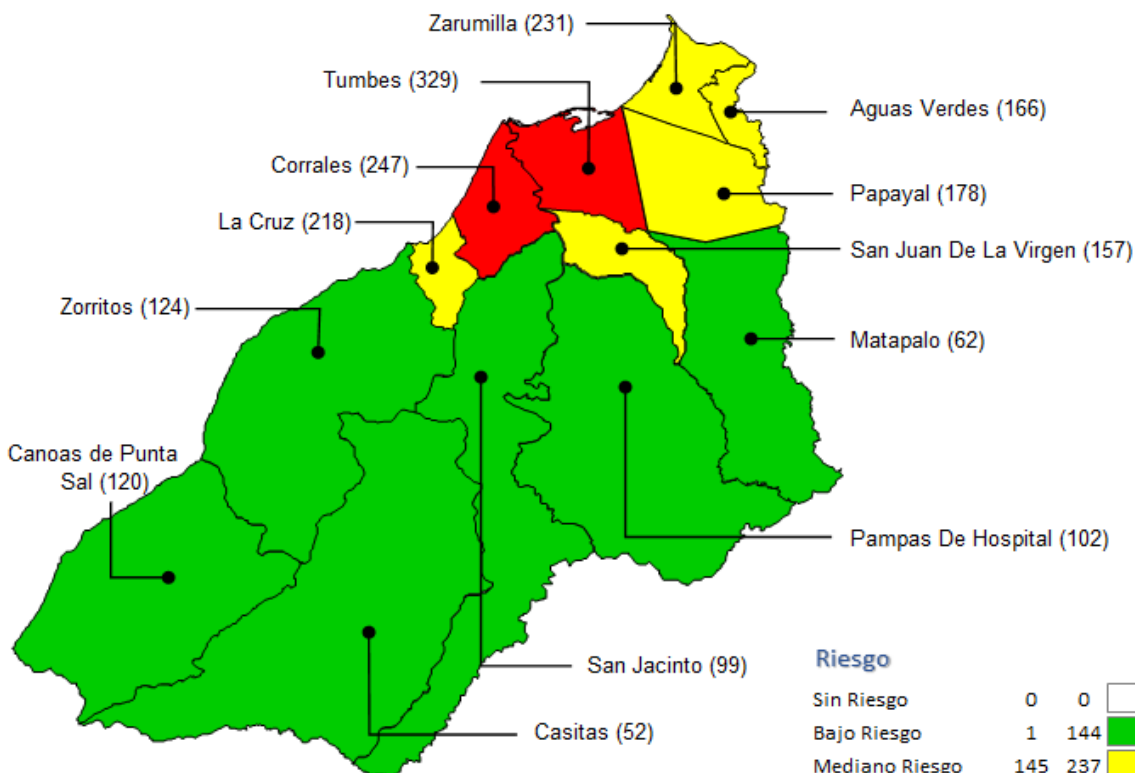 Zarumilla (231)
Tumbes (329)
Aguas Verdes (166)
Corrales (247)
Papayal (178)
La Cruz (218)
San Juan De La Virgen (157)
Zorritos (124)
Matapalo (62)
Canoas de Punta
Sal (120)
Pampas De Hospital (102)
San Jacinto (99)
Casitas (52)
Riesgo
Sin Riesgo 0 0
Bajo Riesgo 1 144
Mediano Riesgo 145 237